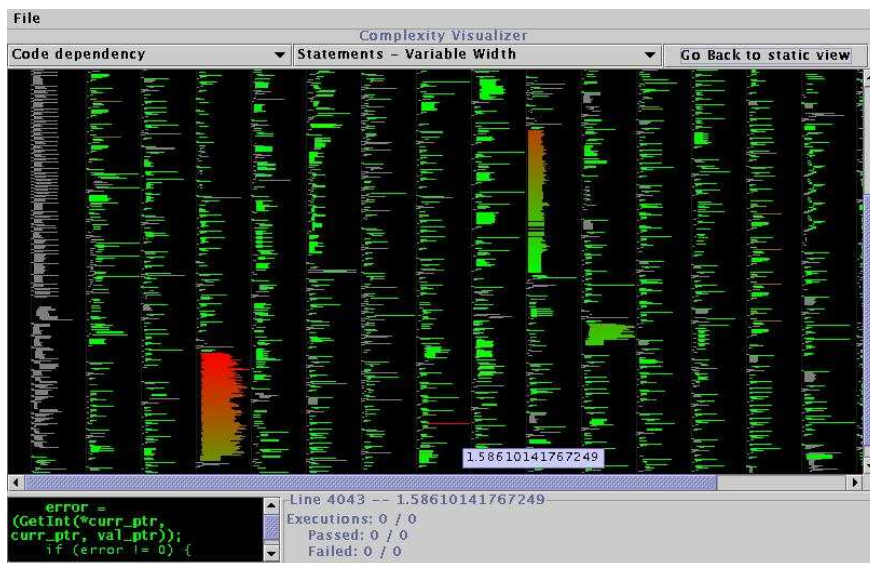 File
Complexity Visualizer
Code dependency
Statements - Variable Width
Go Back to static view
1.58610141767249
error =
(GetInt(*curr_ptr,
curr_ptr, val_ptr));
if (error != 0) {
Line 4043 -- 1.58610141767249
Executions: 0 / 0
Passed: 0 / 0
Failed: 0 / 0